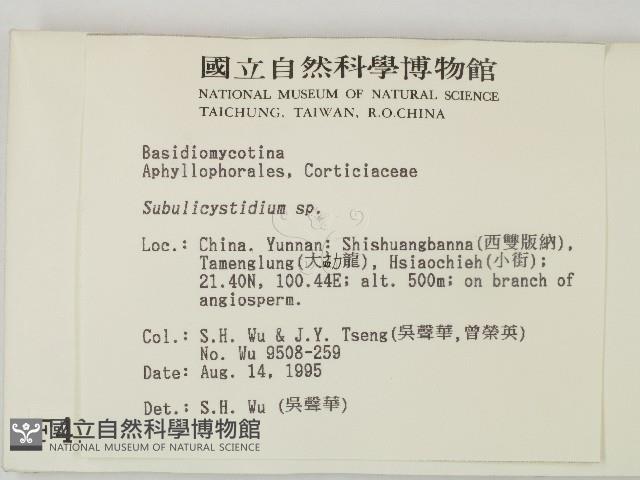 國立自然科學博物館
NATIONAL MUSEUM OF NATURAL SCIENCE
TAICHUNG, TAIWAN, R.O.CHINA
Basidiomycotina
Aphyllophorales, Corticiaceae
Subulicystidium sp.
Loc.: China. Yunnan: Shishuangbanna(西雙版納),
Tamenglung(大勐龍), Hsiaochieh(小街);
21.40N, 100.44E; alt. 500m; on branch of
angiosperm.
Col.: S.H. Wu & J.Y. Tseng(吳聲華,曾榮英)
No. Wu 9508-259
Date: Aug. 14, 1995
Det.: S.H. Wu (吳聲華)
國立自然科學博物館
NATIONAL MUSEUM OF NATURAL SCIENCE